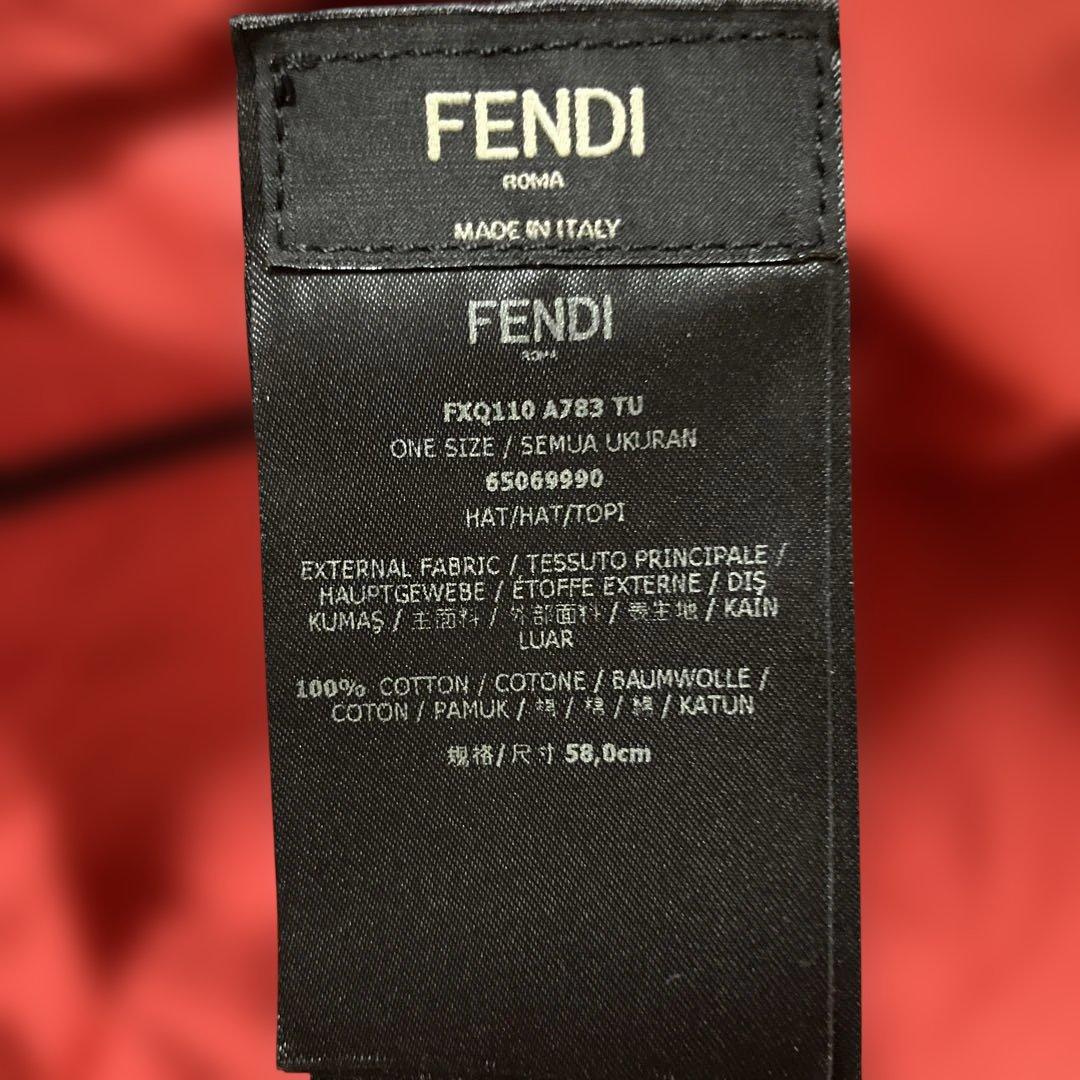 FENDI
ROMA
MADE IN ITALY
FENDI
ROMA
FXQ110 A783 TU
ONE SIZE / SEMUA UKURAN
65069990
HAT/HAT/TOPI
EXTERNAL FABRIC / TESSUTO PRINCIPALE /
HAUPTGEWEBE / ÉTOFFE EXTERNE / DIŞ
KUMAŞ / 主面料 / 外部面料 / 表生地 / KAIN
LUAR
100% COTTON / COTONE / BAUMWOLLE /
COTON / PAMUK / 棉 / 棉 / 綿 / KATUN
规格/尺寸 58,0cm